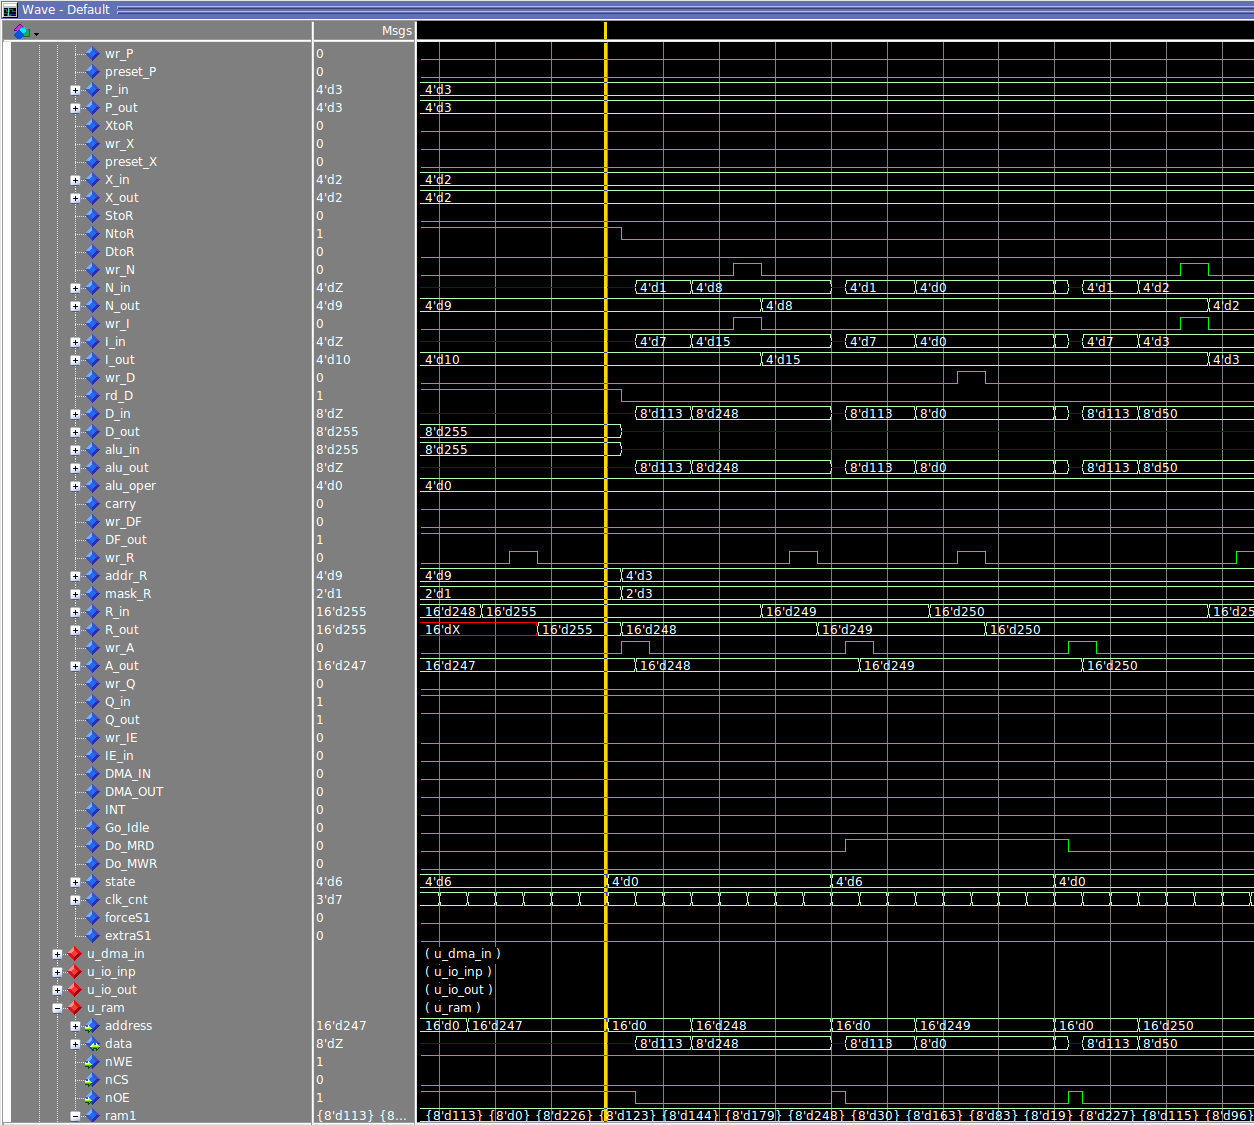 Wave - Default
Msgs
wr_P 0
preset_P 0
P_in 4'd3 4'd3
P_out 4'd3 4'd3
XtoR 0
wr_X 0
preset_X 0
X_in 4'd2 4'd2
X_out 4'd2 4'd2
StoR 0
NtoR 1
DtoR 0
wr_N 0
N_in 4'dZ 4'd1 4'd8 4'd1 4'd0 4'd1 4'd2
N_out 4'd9 4'd9 4'd8 4'd2
wr_I 0
I_in 4'dZ 4'd7 4'd15 4'd7 4'd0 4'd7 4'd3
I_out 4'd10 4'd10 4'd15 4'd3
wr_D 0
rd_D 1
D_in 8'dZ 8'd113 8'd248 8'd113 8'd0 8'd113 8'd50
D_out 8'd255 8'd255
alu_in 8'd255 8'd255
alu_out 8'dZ 8'd113 8'd248 8'd113 8'd0 8'd113 8'd50
alu_oper 4'd0 4'd0
carry 0
wr_DF 0
DF_out 1
wr_R 0
addr_R 4'd9 4'd9 4'd3
mask_R 2'd1 2'd1 2'd3
R_in 16'd255 16'd248 16'd255 16'd249 16'd250 16'd25
R_out 16'd255 16'dX 16'd255 16'd248 16'd249 16'd250
wr_A 0
A_out 16'd247 16'd247 16'd248 16'd249 16'd250
wr_Q 0
Q_in 1
Q_out 1
wr_IE 0
IE_in 0
DMA_IN 0
DMA_OUT 0
INT 0
Go_Idle 0
Do_MRD 0
Do_MWR 0
state 4'd6 4'd6 4'd0 4'd6 4'd0
clk_cnt 3'd7
forceS1 0
extraS1 0
u_dma_in ( u_dma_in )
u_io_inp ( u_io_inp )
u_io_out ( u_io_out )
u_ram ( u_ram )
address 16'd247 16'd0 16'd247 16'd0 16'd248 16'd0 16'd249 16'd0 16'd250
data 8'dZ 8'd113 8'd248 8'd113 8'd0 8'd113 8'd50
nWE 1
nCS 0
nOE 1
ram1 {8'd113} {8... {8'd113} {8'd0} {8'd226} {8'd123} {8'd144} {8'd179} {8'd248} {8'd30} {8'd163} {8'd83} {8'd19} {8'd227} {8'd115} {8'd96}